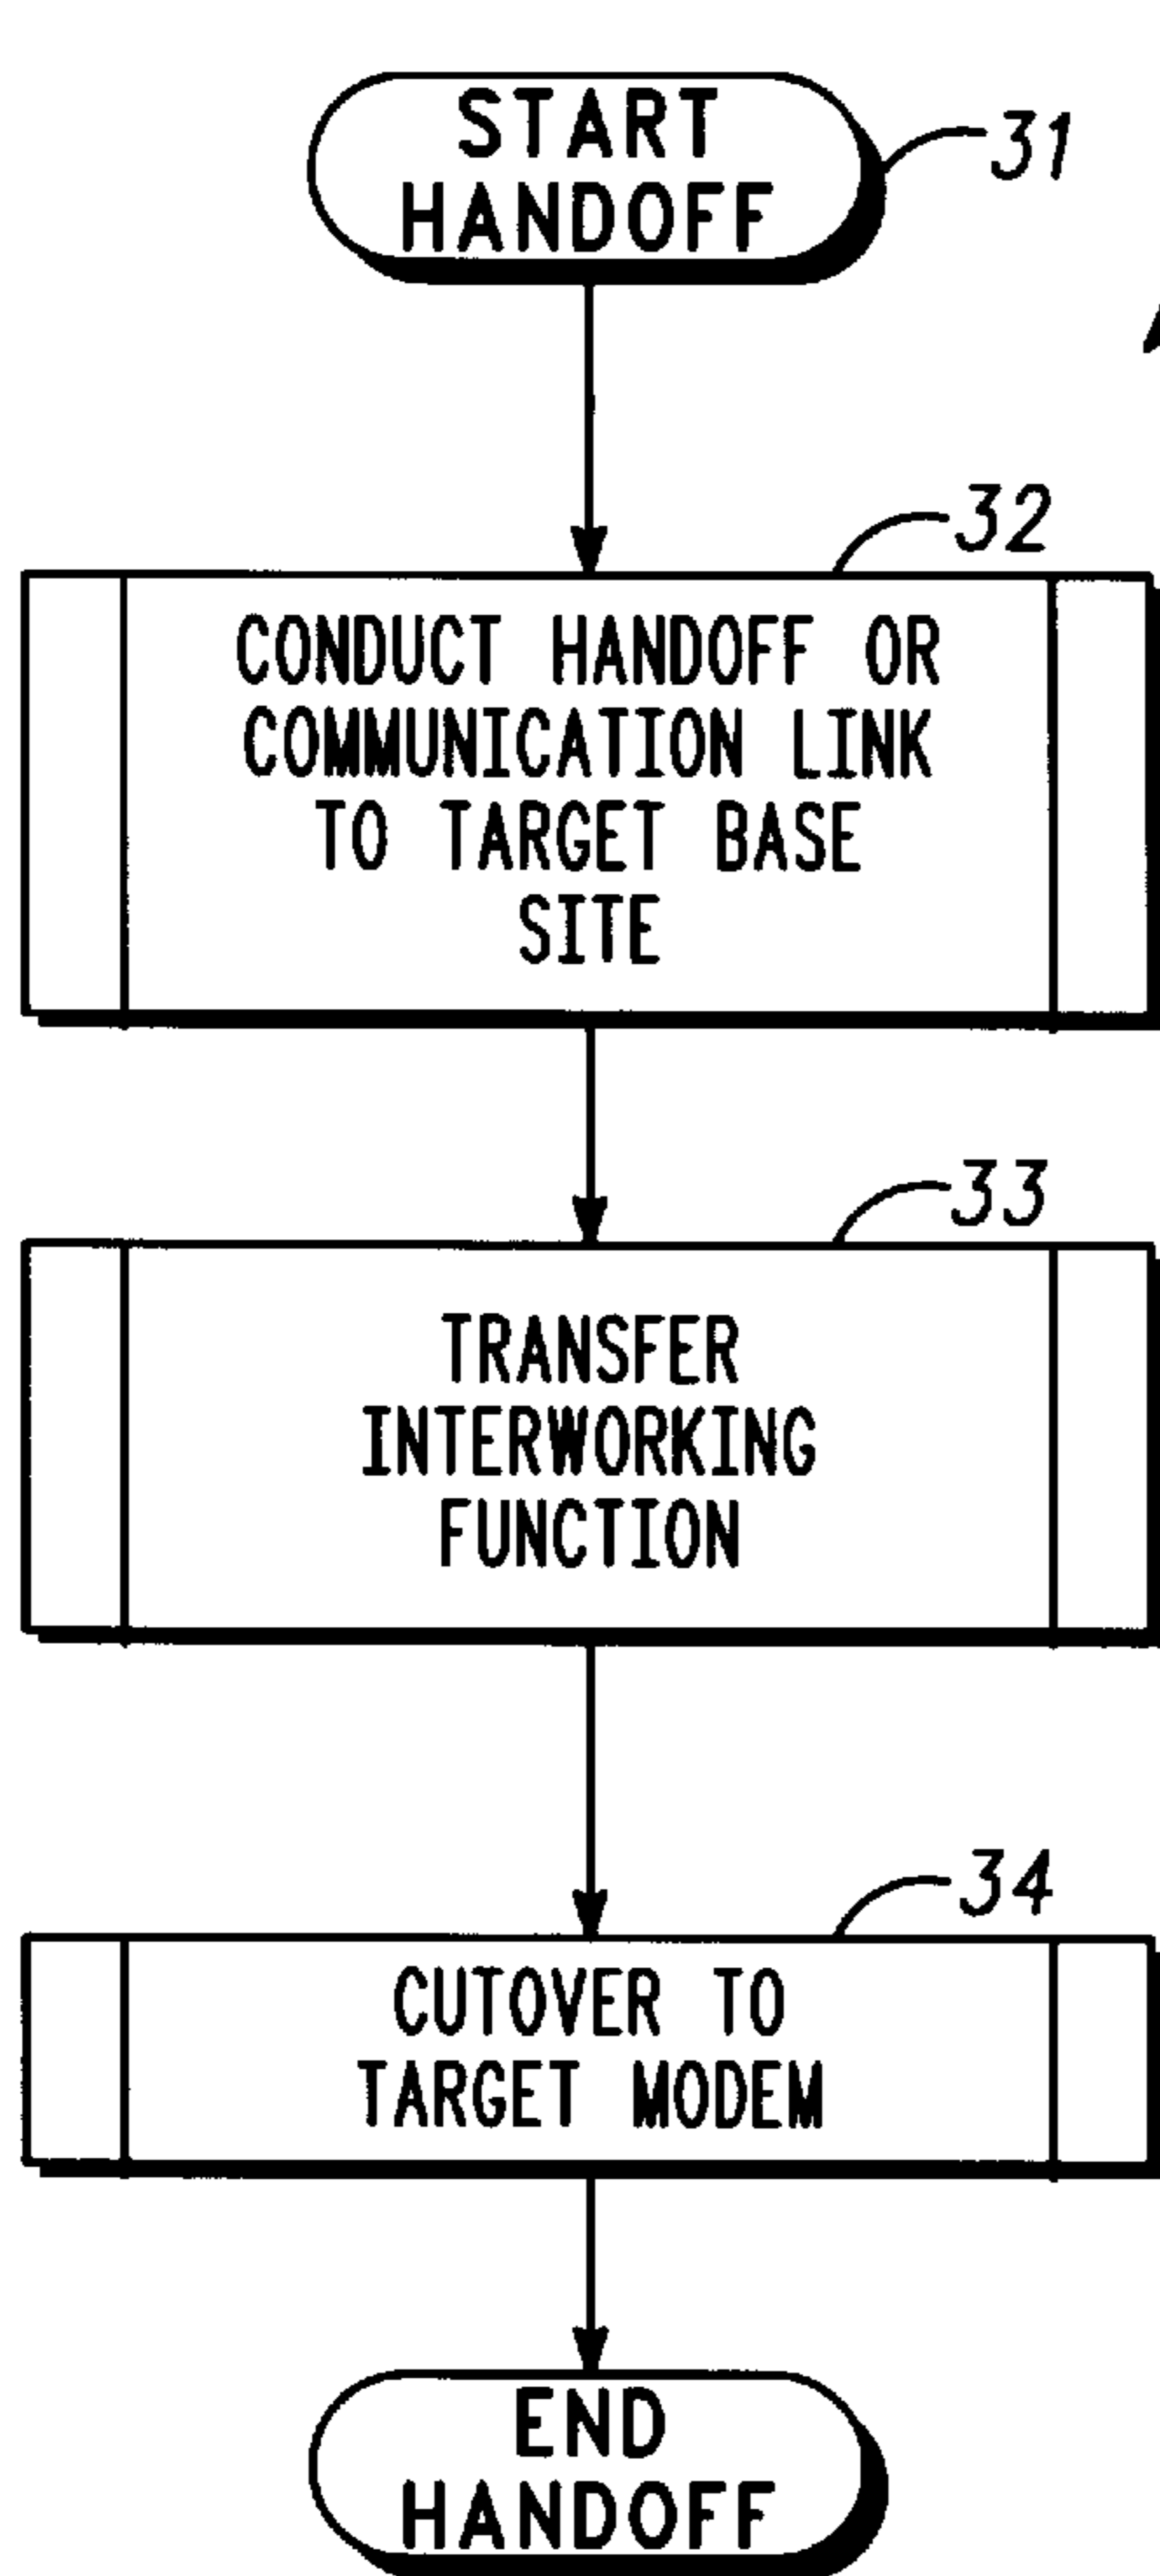 START
HANDOFF
31
32
CONDUCT HANDOFF OR
COMMUNICATION LINK
TO TARGET BASE
SITE
33
TRANSFER
INTERWORKING
FUNCTION
34
CUTOVER TO
TARGET MODEM
END
HANDOFF